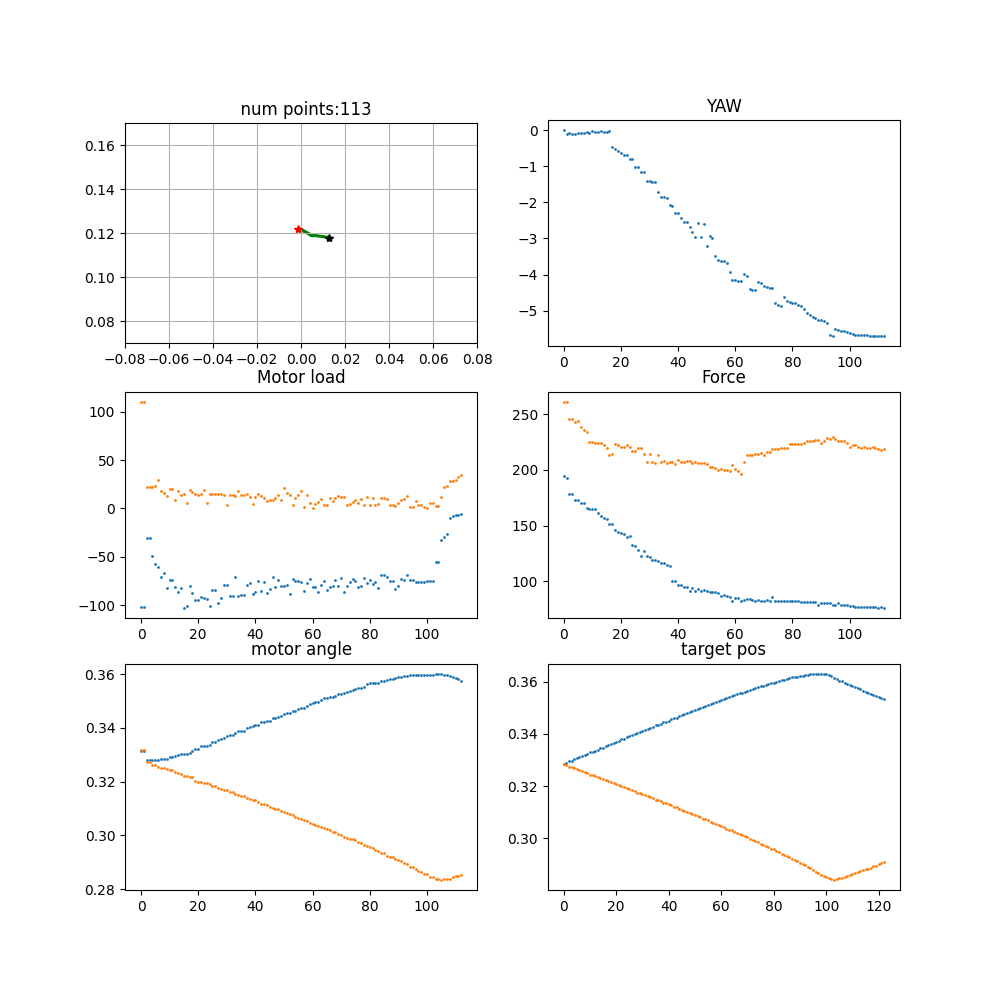 num points:113
0.16
0.14
0.12
0.10
0.08
−0.08 −0.06 −0.04 −0.02 0.00 0.02 0.04 0.06 0.08
YAW
0
−1
−2
−3
−4
−5
0 20 40 60 80 100
Motor load
100
50
0
−50
−100
0 20 40 60 80 100
Force
250
200
150
100
0 20 40 60 80 100
motor angle
0.36
0.34
0.32
0.30
0.28
0 20 40 60 80 100
target pos
0.36
0.34
0.32
0.30
0 20 40 60 80 100 120